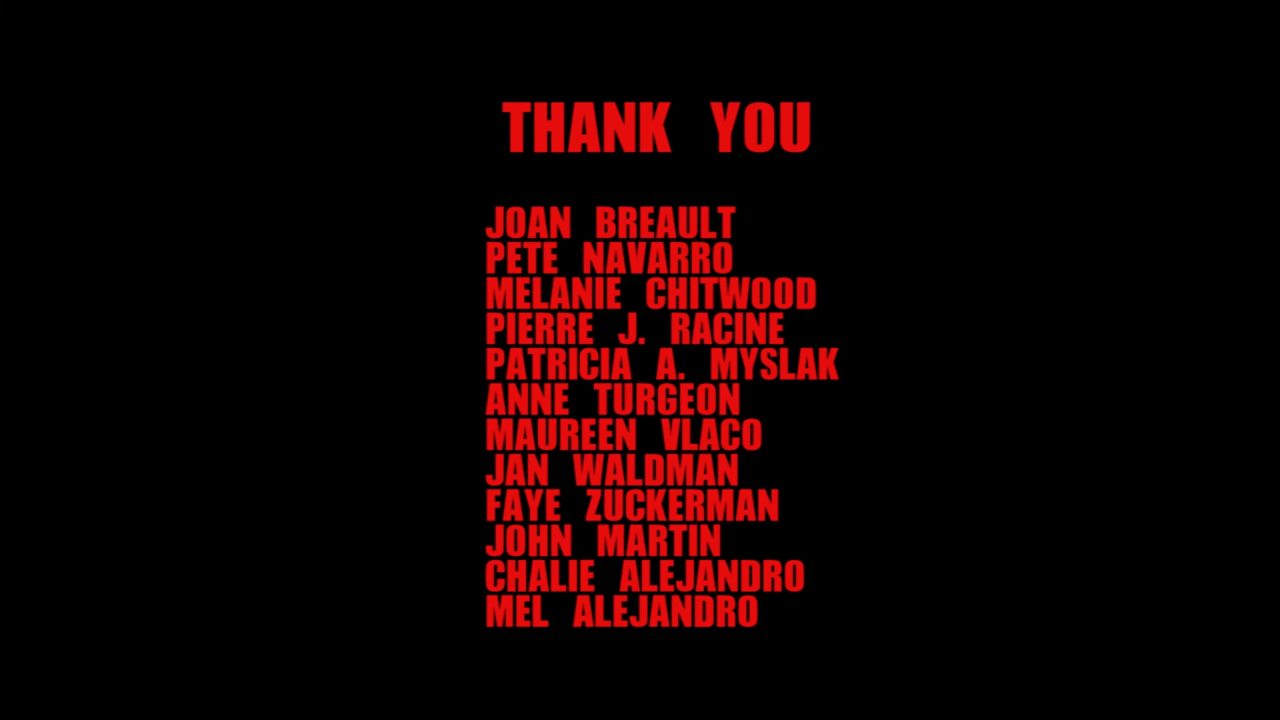 THANK YOU
JOAN BREAULT
PETE NAVARRO
MELANIE CHITWOOD
PIERRE J. RACINE
PATRICIA A. MYSLAK
ANNE TURGEON
MAUREEN VLACO
JAN WALDMAN
FAYE ZUCKERMAN
JOHN MARTIN
CHALIE ALEJANDRO
MEL ALEJANDRO